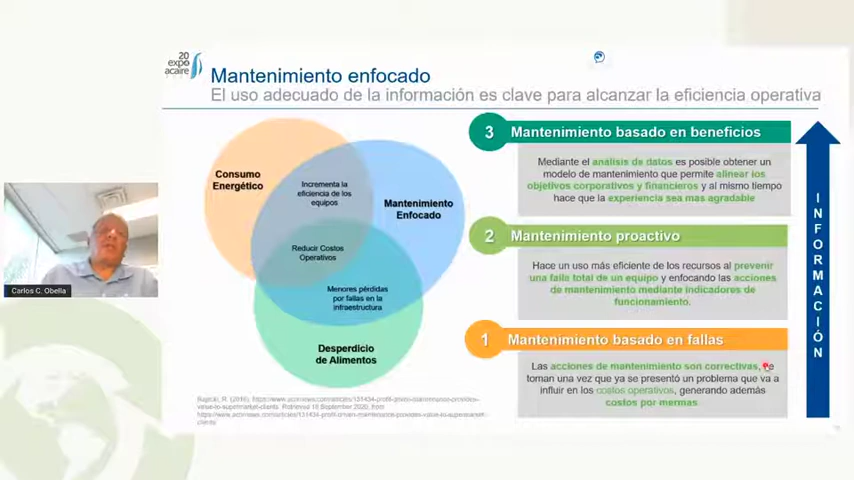 20
expo
acaire
Mantenimiento enfocado
El uso adecuado de la información es clave para alcanzar la eficiencia operativa
Consumo
Energético
Incrementa la
eficiencia de los
equipos
Mantenimiento
Enfocado
Reducir Costos
Operativos
Menores pérdidas
por fallas en la
infraestructura
Desperdicio
de Alimentos
3 Mantenimiento basado en beneficios
Mediante el análisis de datos es posible obtener un
modelo de mantenimiento que permite alinear los
objetivos corporativos y financieros y al mismo tiempo
hace que la experiencia sea mas agradable
2 Mantenimiento proactivo
Hace un uso más eficiente de los recursos al prevenir
una falla total de un equipo y enfocando las acciones
de mantenimiento mediante indicadores de
funcionamiento.
1 Mantenimiento basado en fallas
Las acciones de mantenimiento son correctivas, se
toman una vez que ya se presentó un problema que va a
influir en los costos operativos, generando además
costos por mermas
INFORMACIÓN
Carlos C. Obella